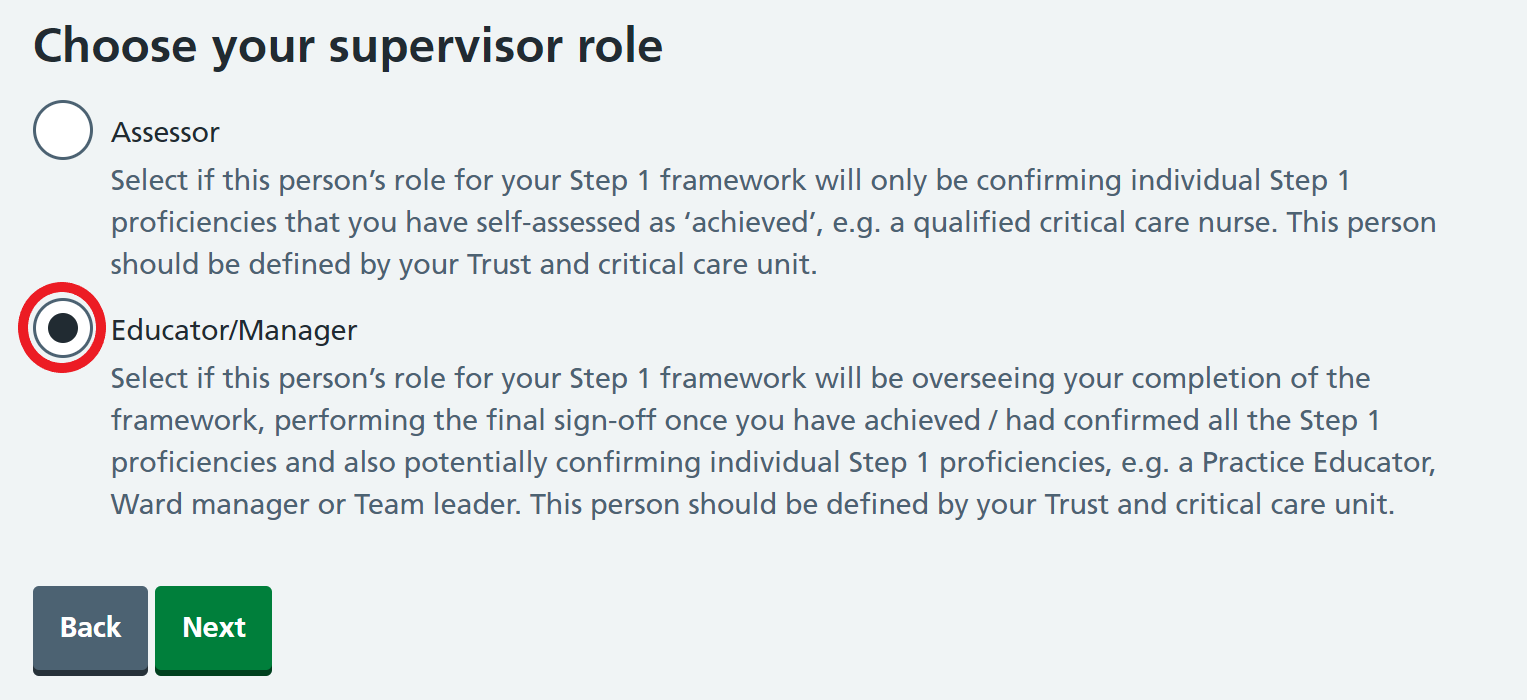 Choose your supervisor role
Assessor
Select if this person’s role for your Step 1 framework will only be confirming individual Step 1
proficiencies that you have self-assessed as ‘achieved’, e.g. a qualified critical care nurse. This person
should be defined by your Trust and critical care unit.
Educator/Manager
Select if this person’s role for your Step 1 framework will be overseeing your completion of the
framework, performing the final sign-off once you have achieved / had confirmed all the Step 1
proficiencies and also potentially confirming individual Step 1 proficiencies, e.g. a Practice Educator,
Ward manager or Team leader. This person should be defined by your Trust and critical care unit.
Back Next